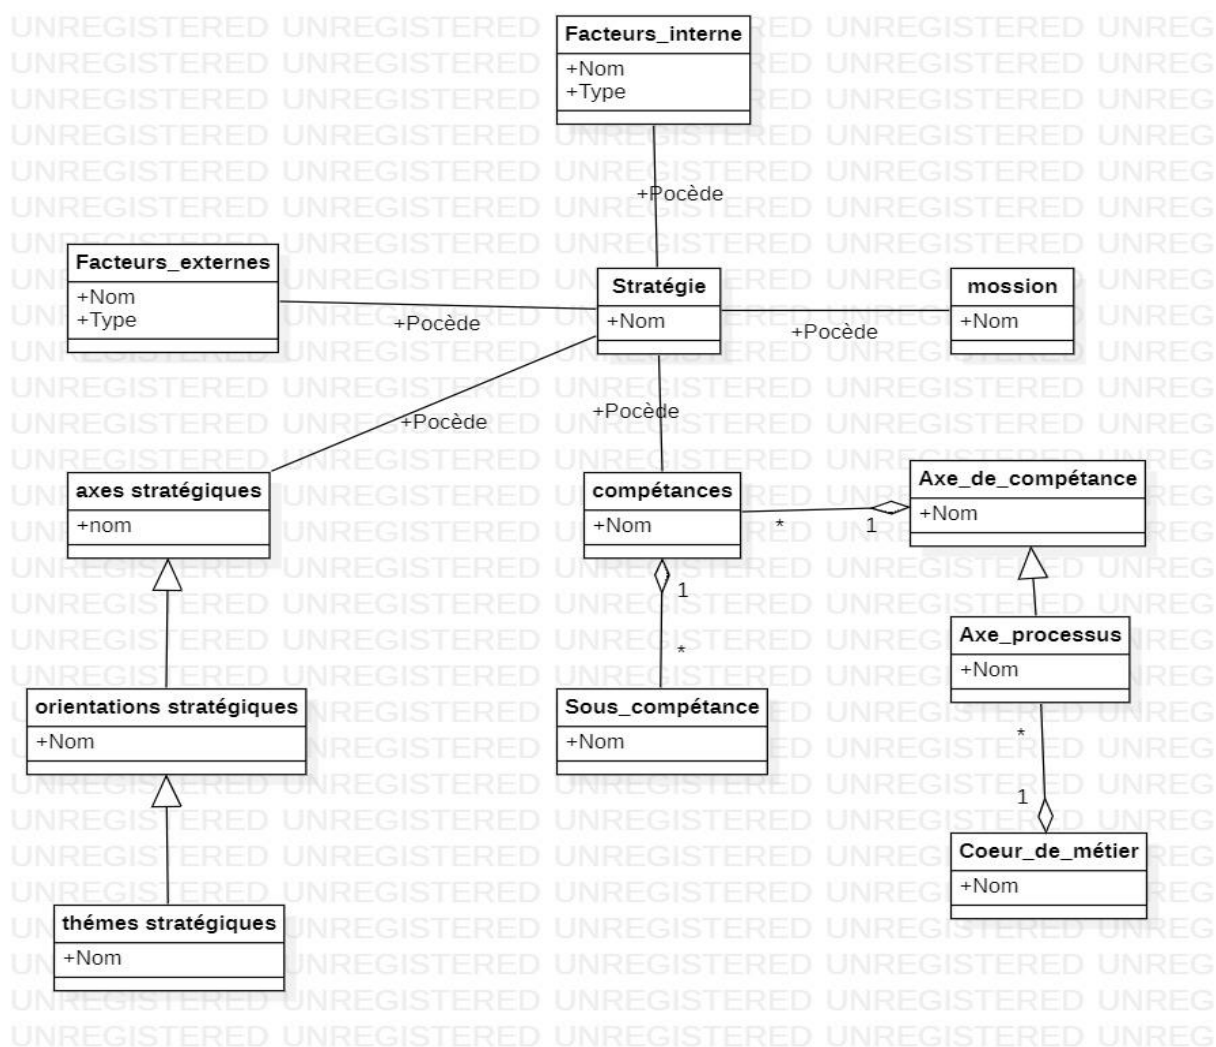 Facteurs_interne
+Nom
+Type
+Pocède
Facteurs_externes
+Nom
+Type
+Pocède
Stratégie
+Nom
+Pocède
mossion
+Nom
+Pocède
+Pocède
axes stratégiques
+nom
compétances
+Nom
* 1
Axe_de_compétance
+Nom
1
*
Axe_processus
+Nom
orientations stratégiques
+Nom
Sous_compétance
+Nom
*
1
Coeur_de_métier
+Nom
thémes stratégiques
+Nom
UNREGISTERED